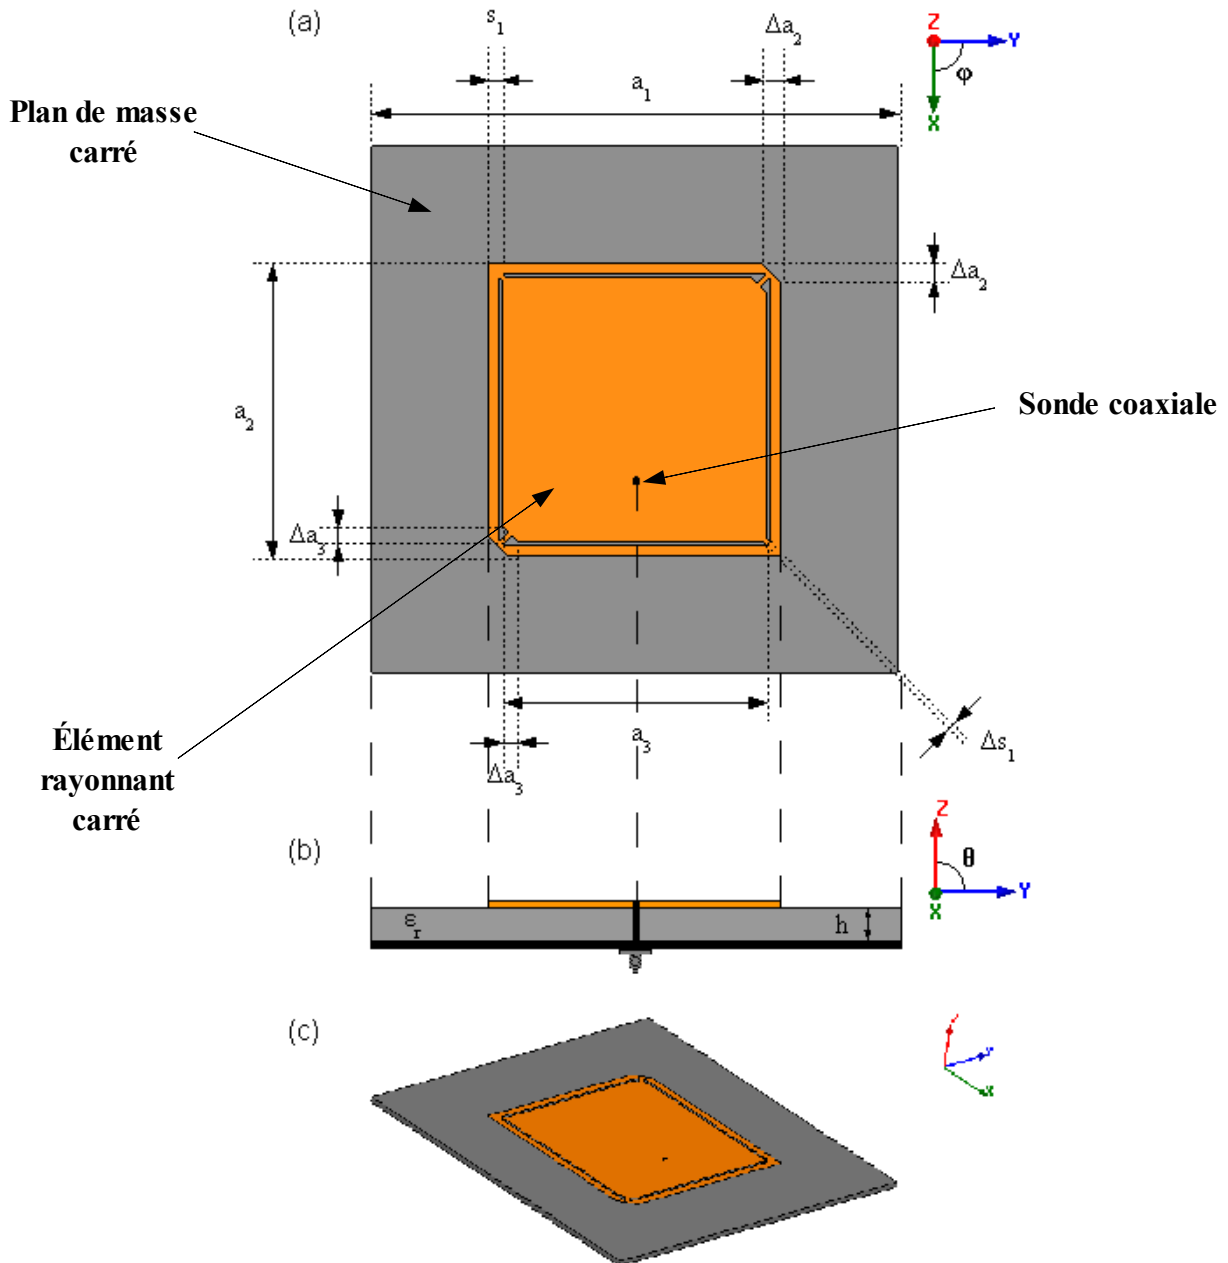 (a)
s1
Δa2
Z
Y
φ
X
a1
Plan de masse
carré
Δa2
a2
Sonde coaxiale
Δa3
Élément
rayonnant
carré
a3
Δa3
Δs1
(b)
Z
θ
Y
X
εr
h
(c)
X